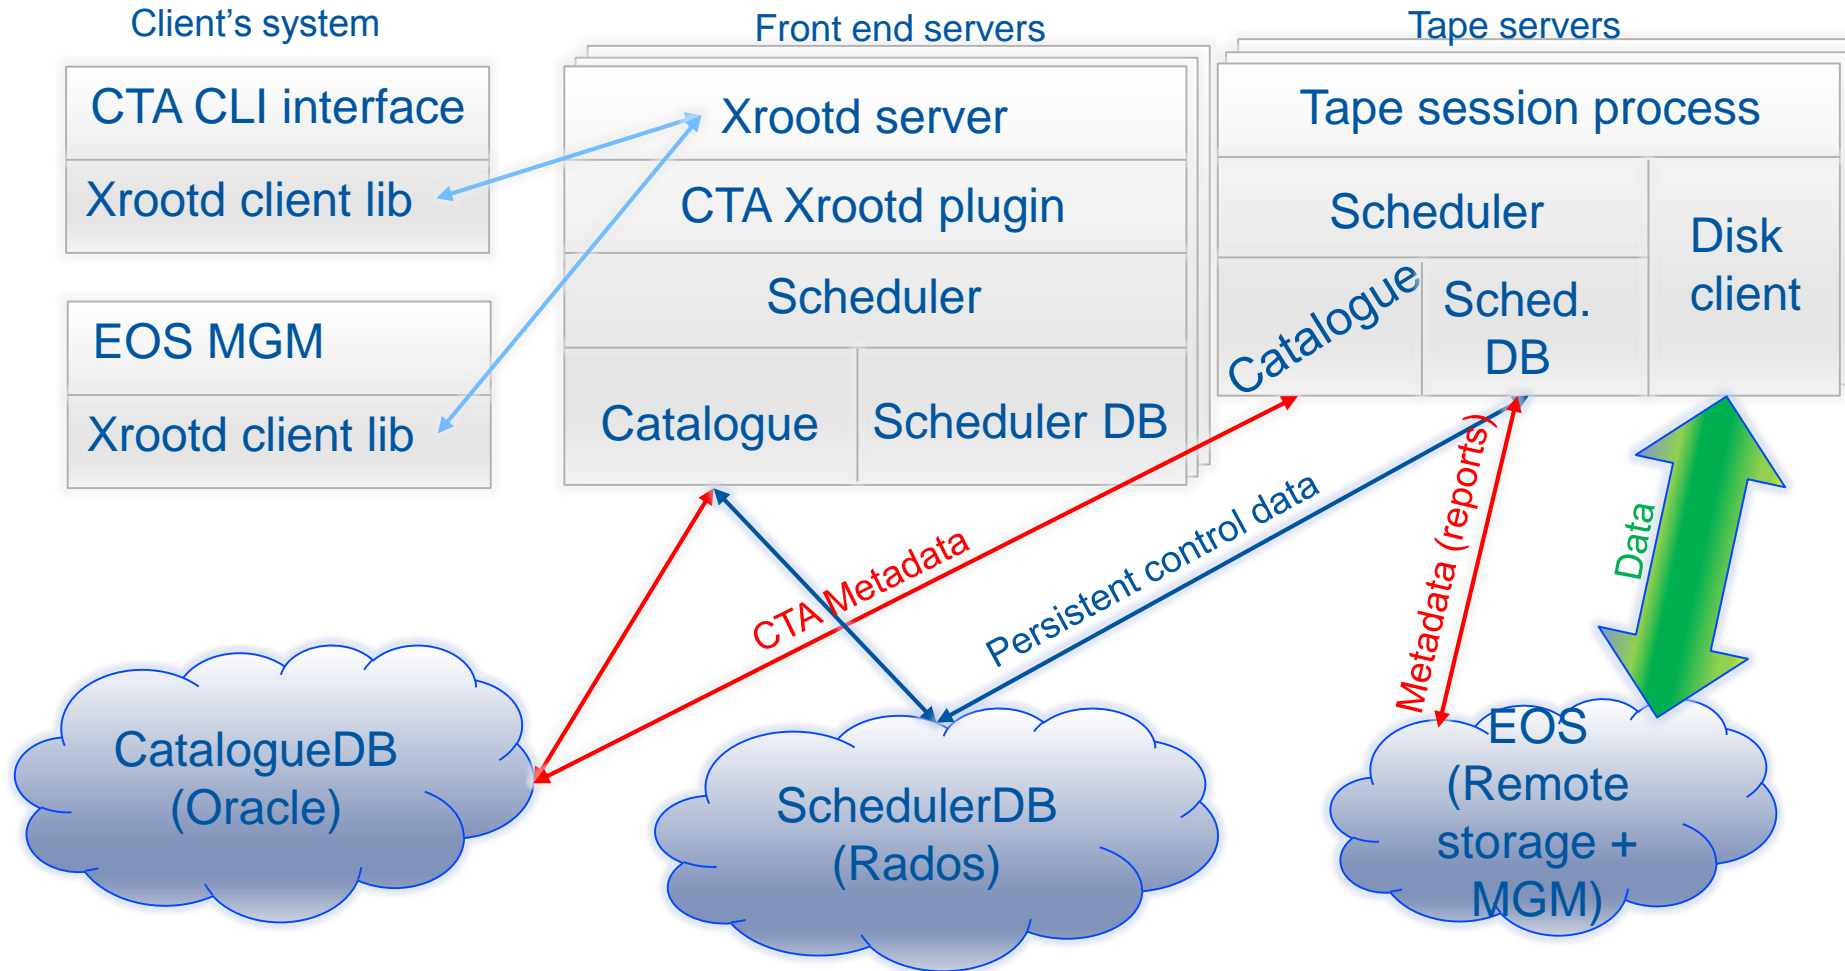 Client's system
CTA CLI interface
Xrootd client lib
EOS MGM
Xrootd client lib
Front end servers
Xrootd server
CTA Xrootd plugin
Scheduler
Catalogue
Scheduler DB
Tape servers
Tape session process
Scheduler
Disk
client
Catalogue
Sched.
DB
CTA Metadata
Persistent control data
Metadata (reports)
Data
CatalogueDB
(Oracle)
SchedulerDB
(Rados)
EOS
(Remote
storage +
MGM)